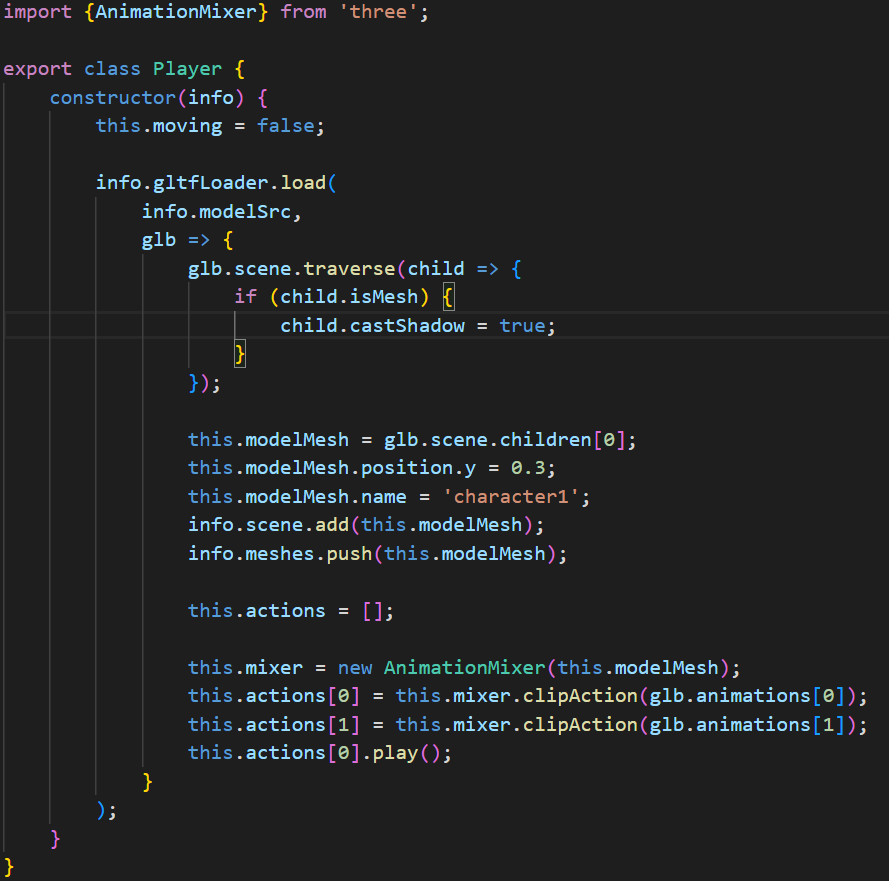 import {AnimationMixer} from 'three';

export class Player {
    constructor(info) {
        this.moving = false;

        info.gltfLoader.load(
            info.modelSrc,
            glb => {
                glb.scene.traverse(child => {
                    if (child.isMesh) {
                        child.castShadow = true;
                    }
                });

                this.modelMesh = glb.scene.children[0];
                this.modelMesh.position.y = 0.3;
                this.modelMesh.name = 'character1';
                info.scene.add(this.modelMesh);
                info.meshes.push(this.modelMesh);

                this.actions = [];

                this.mixer = new AnimationMixer(this.modelMesh);
                this.actions[0] = this.mixer.clipAction(glb.animations[0]);
                this.actions[1] = this.mixer.clipAction(glb.animations[1]);
                this.actions[0].play();
            }
        );
    }
}